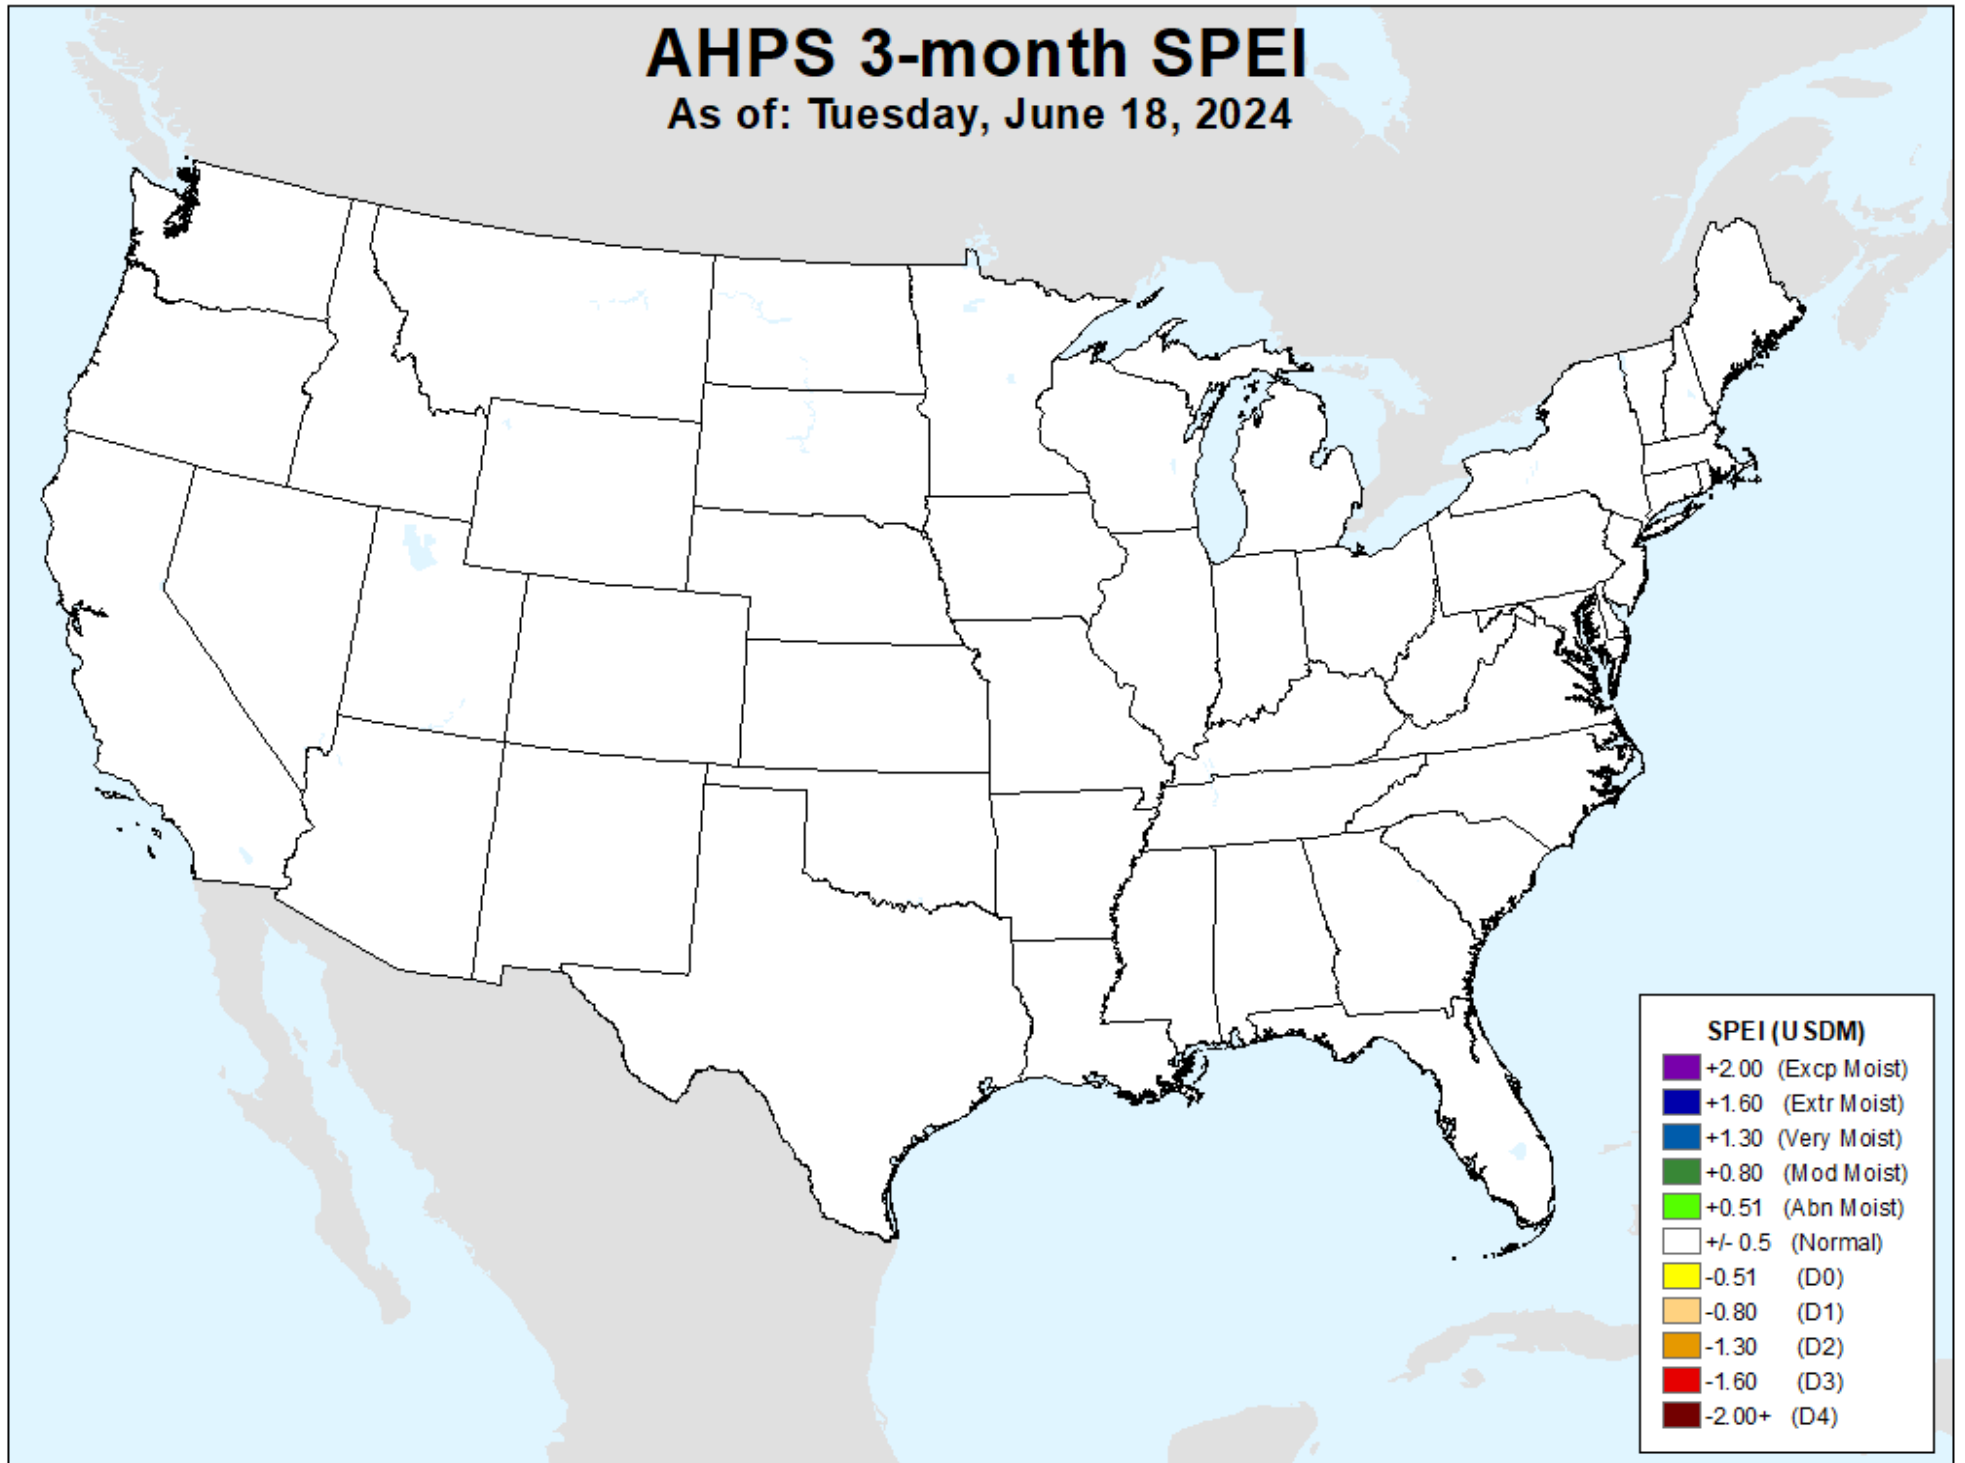 AHPS 3-month SPEI
As of: Tuesday, June 18, 2024
SPEI (USDM)
+2.00 (Excp Moist)
+1.60 (Extr Moist)
+1.30 (Very Moist)
+0.80 (Mod Moist)
+0.51 (Abn Moist)
+/- 0.5 (Normal)
-0.51 (D0)
-0.80 (D1)
-1.30 (D2)
-1.60 (D3)
-2.00+ (D4)